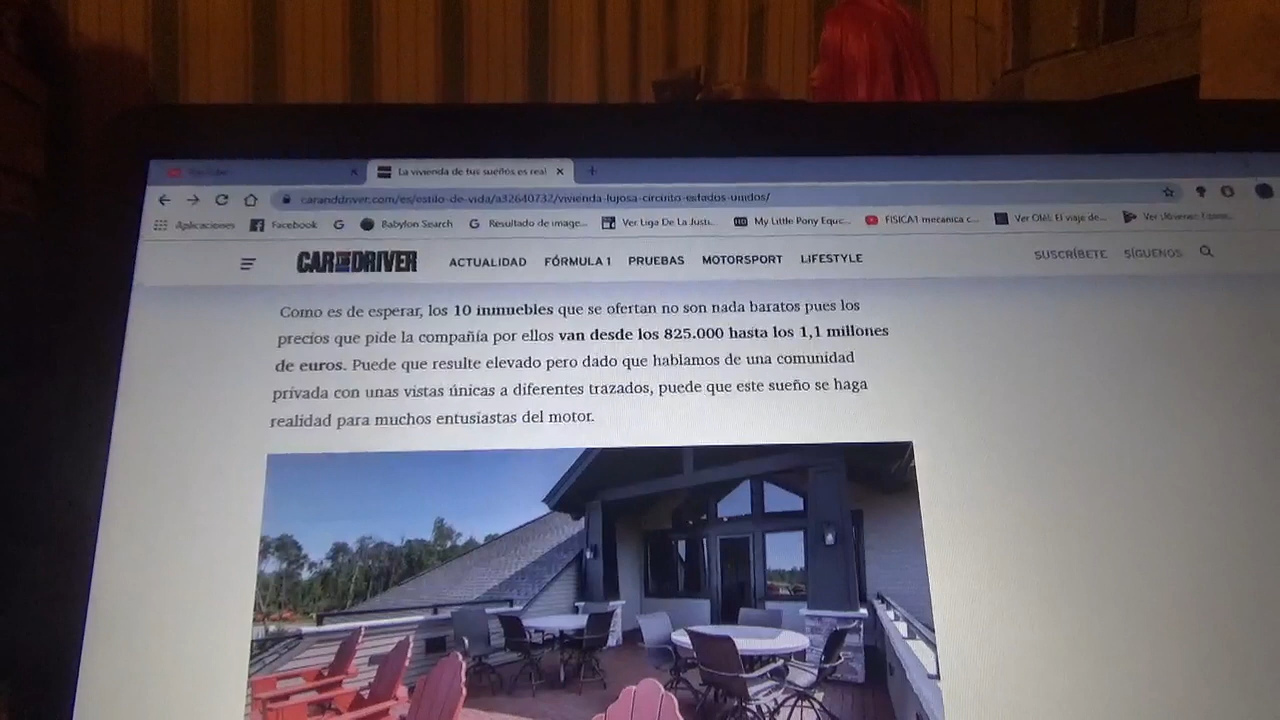 YouTube
La vivienda de tus sueños es real
caranddriver.com/es/estilo-de-vida/a32640732/vivienda-lujosa-circuito-estados-unidos/
Aplicaciones Facebook G Babylon Search G Resultado de image... Ver Liga De La Justi... My Little Pony Eque... FISICA1 mecanica c... Ver Olé!, El viaje de... Ver
CAR AND DRIVER ACTUALIDAD FÓRMULA 1 PRUEBAS MOTORSPORT LIFESTYLE SUSCRÍBETE SÍGUENOS
Como es de esperar, los 10 inmuebles que se ofertan no son nada baratos pues los
precios que pide la compañía por ellos van desde los 825.000 hasta los 1,1 millones
de euros. Puede que resulte elevado pero dado que hablamos de una comunidad
privada con unas vistas únicas a diferentes trazados, puede que este sueño se haga
realidad para muchos entusiastas del motor.